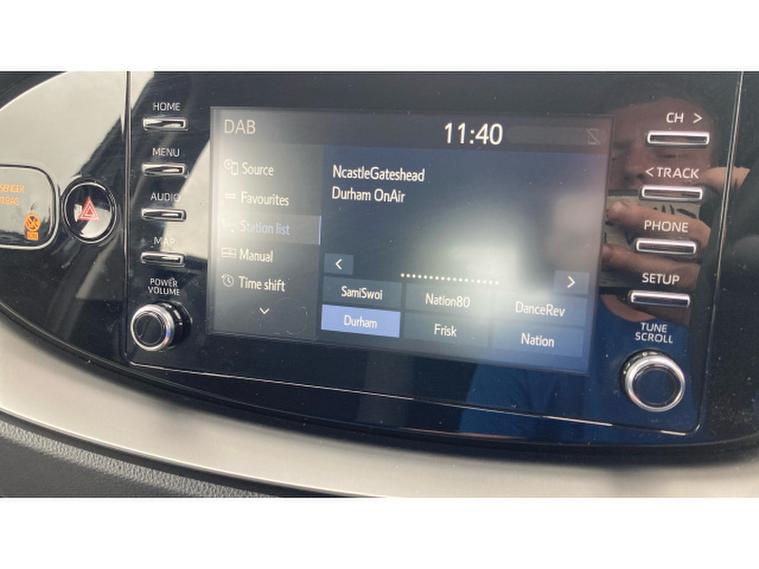 HOME
MENU
AUDIO
MAP
POWER
VOLUME
DAB
11:40
Source
Favourites
Station list
Manual
Time shift
NcastleGateshead
Durham OnAir
<
>
SamiSwoi
Nation80
DanceRev
Durham
Frisk
Nation
CH >
< TRACK
PHONE
SETUP
TUNE
SCROLL